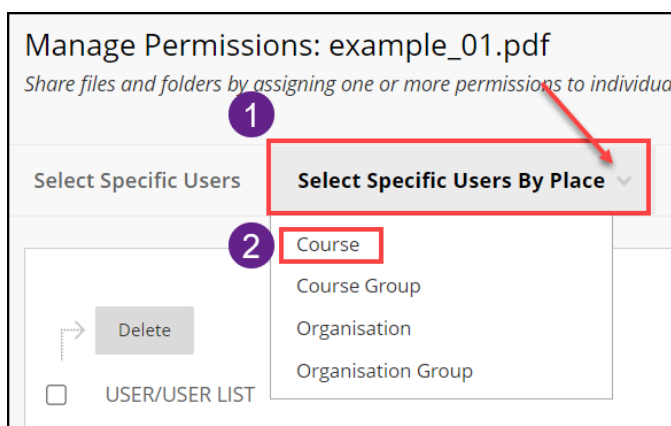 Manage Permissions: example_01.pdf
Share files and folders by assigning one or more permissions to
1
Select Specific Users
Select Specific Users By Place
2
Course
Course Group
Organisation
Organisation Group
Delete
USER/USER LIST